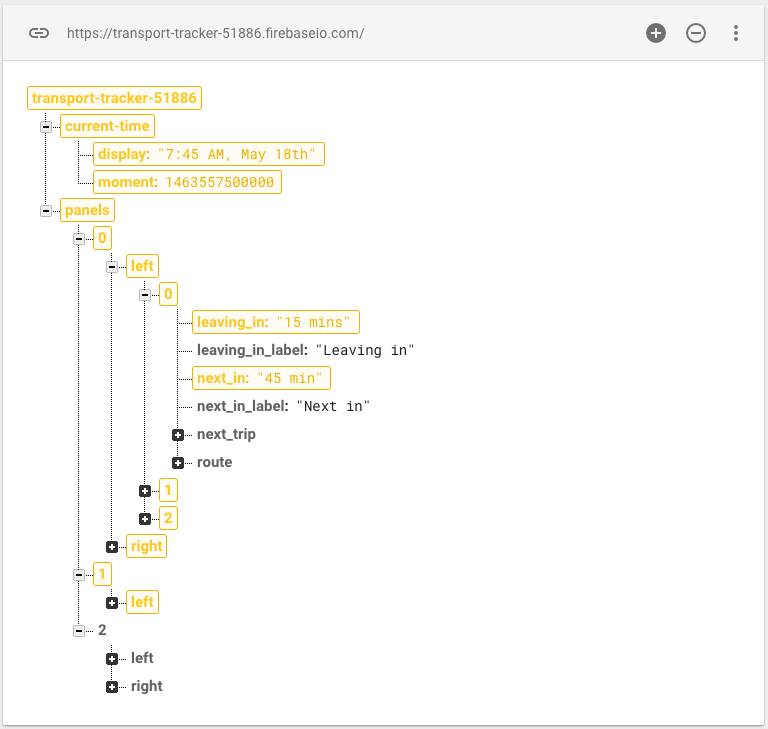 https://transport-tracker-51886.firebaseio.com/
transport-tracker-51886
current-time
display: "7:45 AM, May 18th"
moment: 1463557500000
panels
0
left
0
leaving_in: "15 mins"
leaving_in_label: "Leaving in"
next_in: "45 min"
next_in_label: "Next in"
next_trip
route
1
2
right
1
left
2
left
right